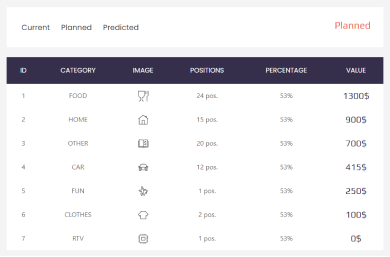 Current Planned Predicted
Planned
ID CATEGORY IMAGE POSITIONS PERCENTAGE VALUE
1 FOOD 24 pos. 53% 1300$
2 HOME 15 pos. 53% 900$
3 OTHER 20 pos. 53% 700$
4 CAR 12 pos. 53% 415$
5 FUN 1 pos. 53% 250$
6 CLOTHES 2 pos. 53% 100$
7 RTV 1 pos. 53% 0$